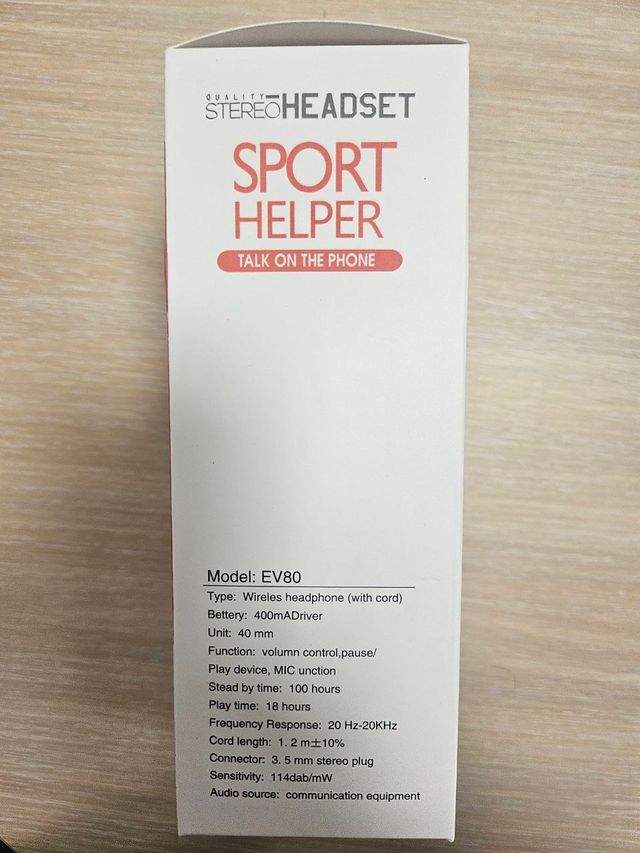 QUALITY
STEREO HEADSET
SPORT
HELPER
TALK ON THE PHONE
Model: EV80
Type: Wireles headphone (with cord)
Bettery: 400mADriver
Unit: 40 mm
Function: volumn control,pause/
Play device, MIC unction
Stead by time: 100 hours
Play time: 18 hours
Frequency Response: 20 Hz-20KHz
Cord length: 1. 2 m±10%
Connector: 3. 5 mm stereo plug
Sensitivity: 114dab/mW
Audio source: communication equipment